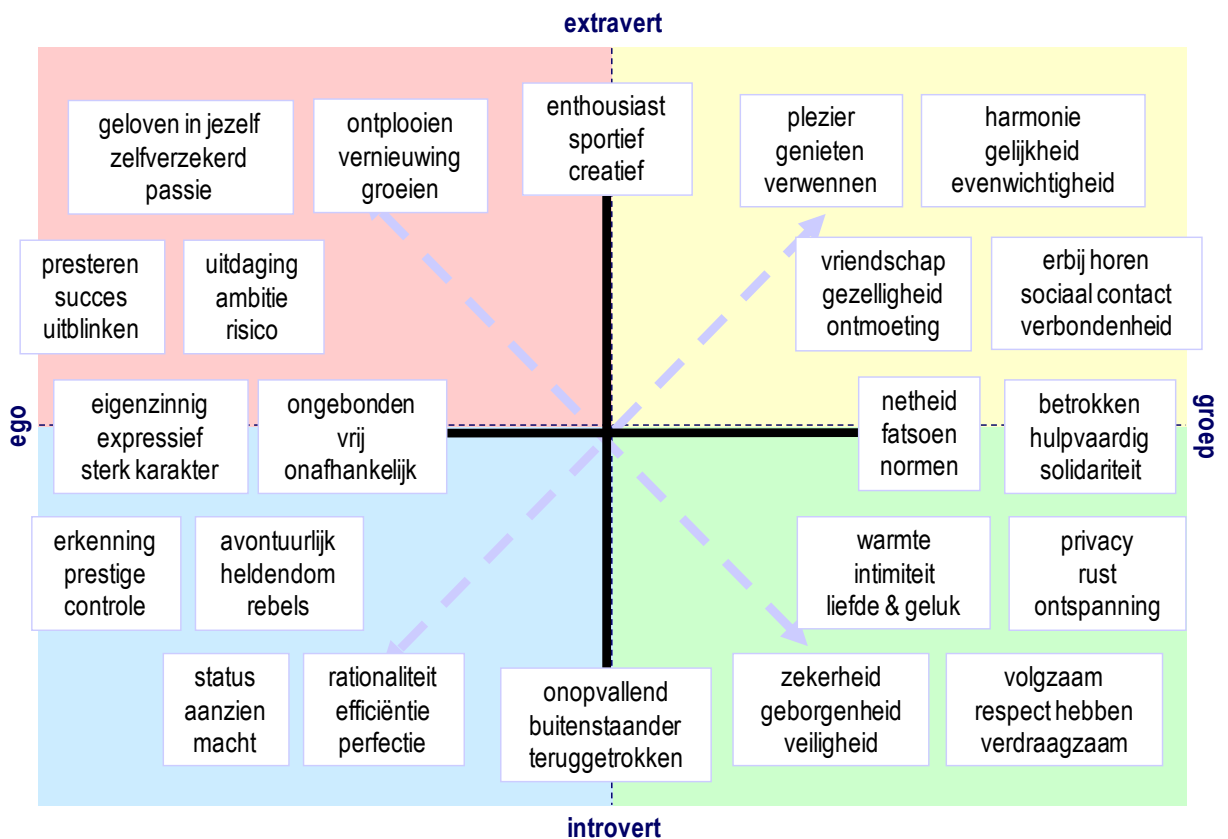 extravert
geloven in jezelf
zelfverzekerd
passie
ontplooien
vernieuwing
groeien
enthousiast
sportief
creatief
plezier
genieten
verwennen
harmonie
gelijkheid
evenwichtigheid
presteren
succes
uitblinken
uitdaging
ambitie
risico
vriendschap
gezelligheid
ontmoeting
erbij horen
sociaal contact
verbondenheid
ego
eigenzinnig
expressief
sterk karakter
ongebonden
vrij
onafhankelijk
netheid
fatsoen
normen
betrokken
hulpvaardig
solidariteit
groep
erkenning
prestige
controle
avontuurlijk
heldendom
rebels
warmte
intimiteit
liefde & geluk
privacy
rust
ontspanning
status
aanzien
macht
rationaliteit
efficiëntie
perfectie
onopvallend
buitenstaander
teruggetrokken
zekerheid
geborgenheid
veiligheid
volgzaam
respect hebben
verdraagzaam
introvert